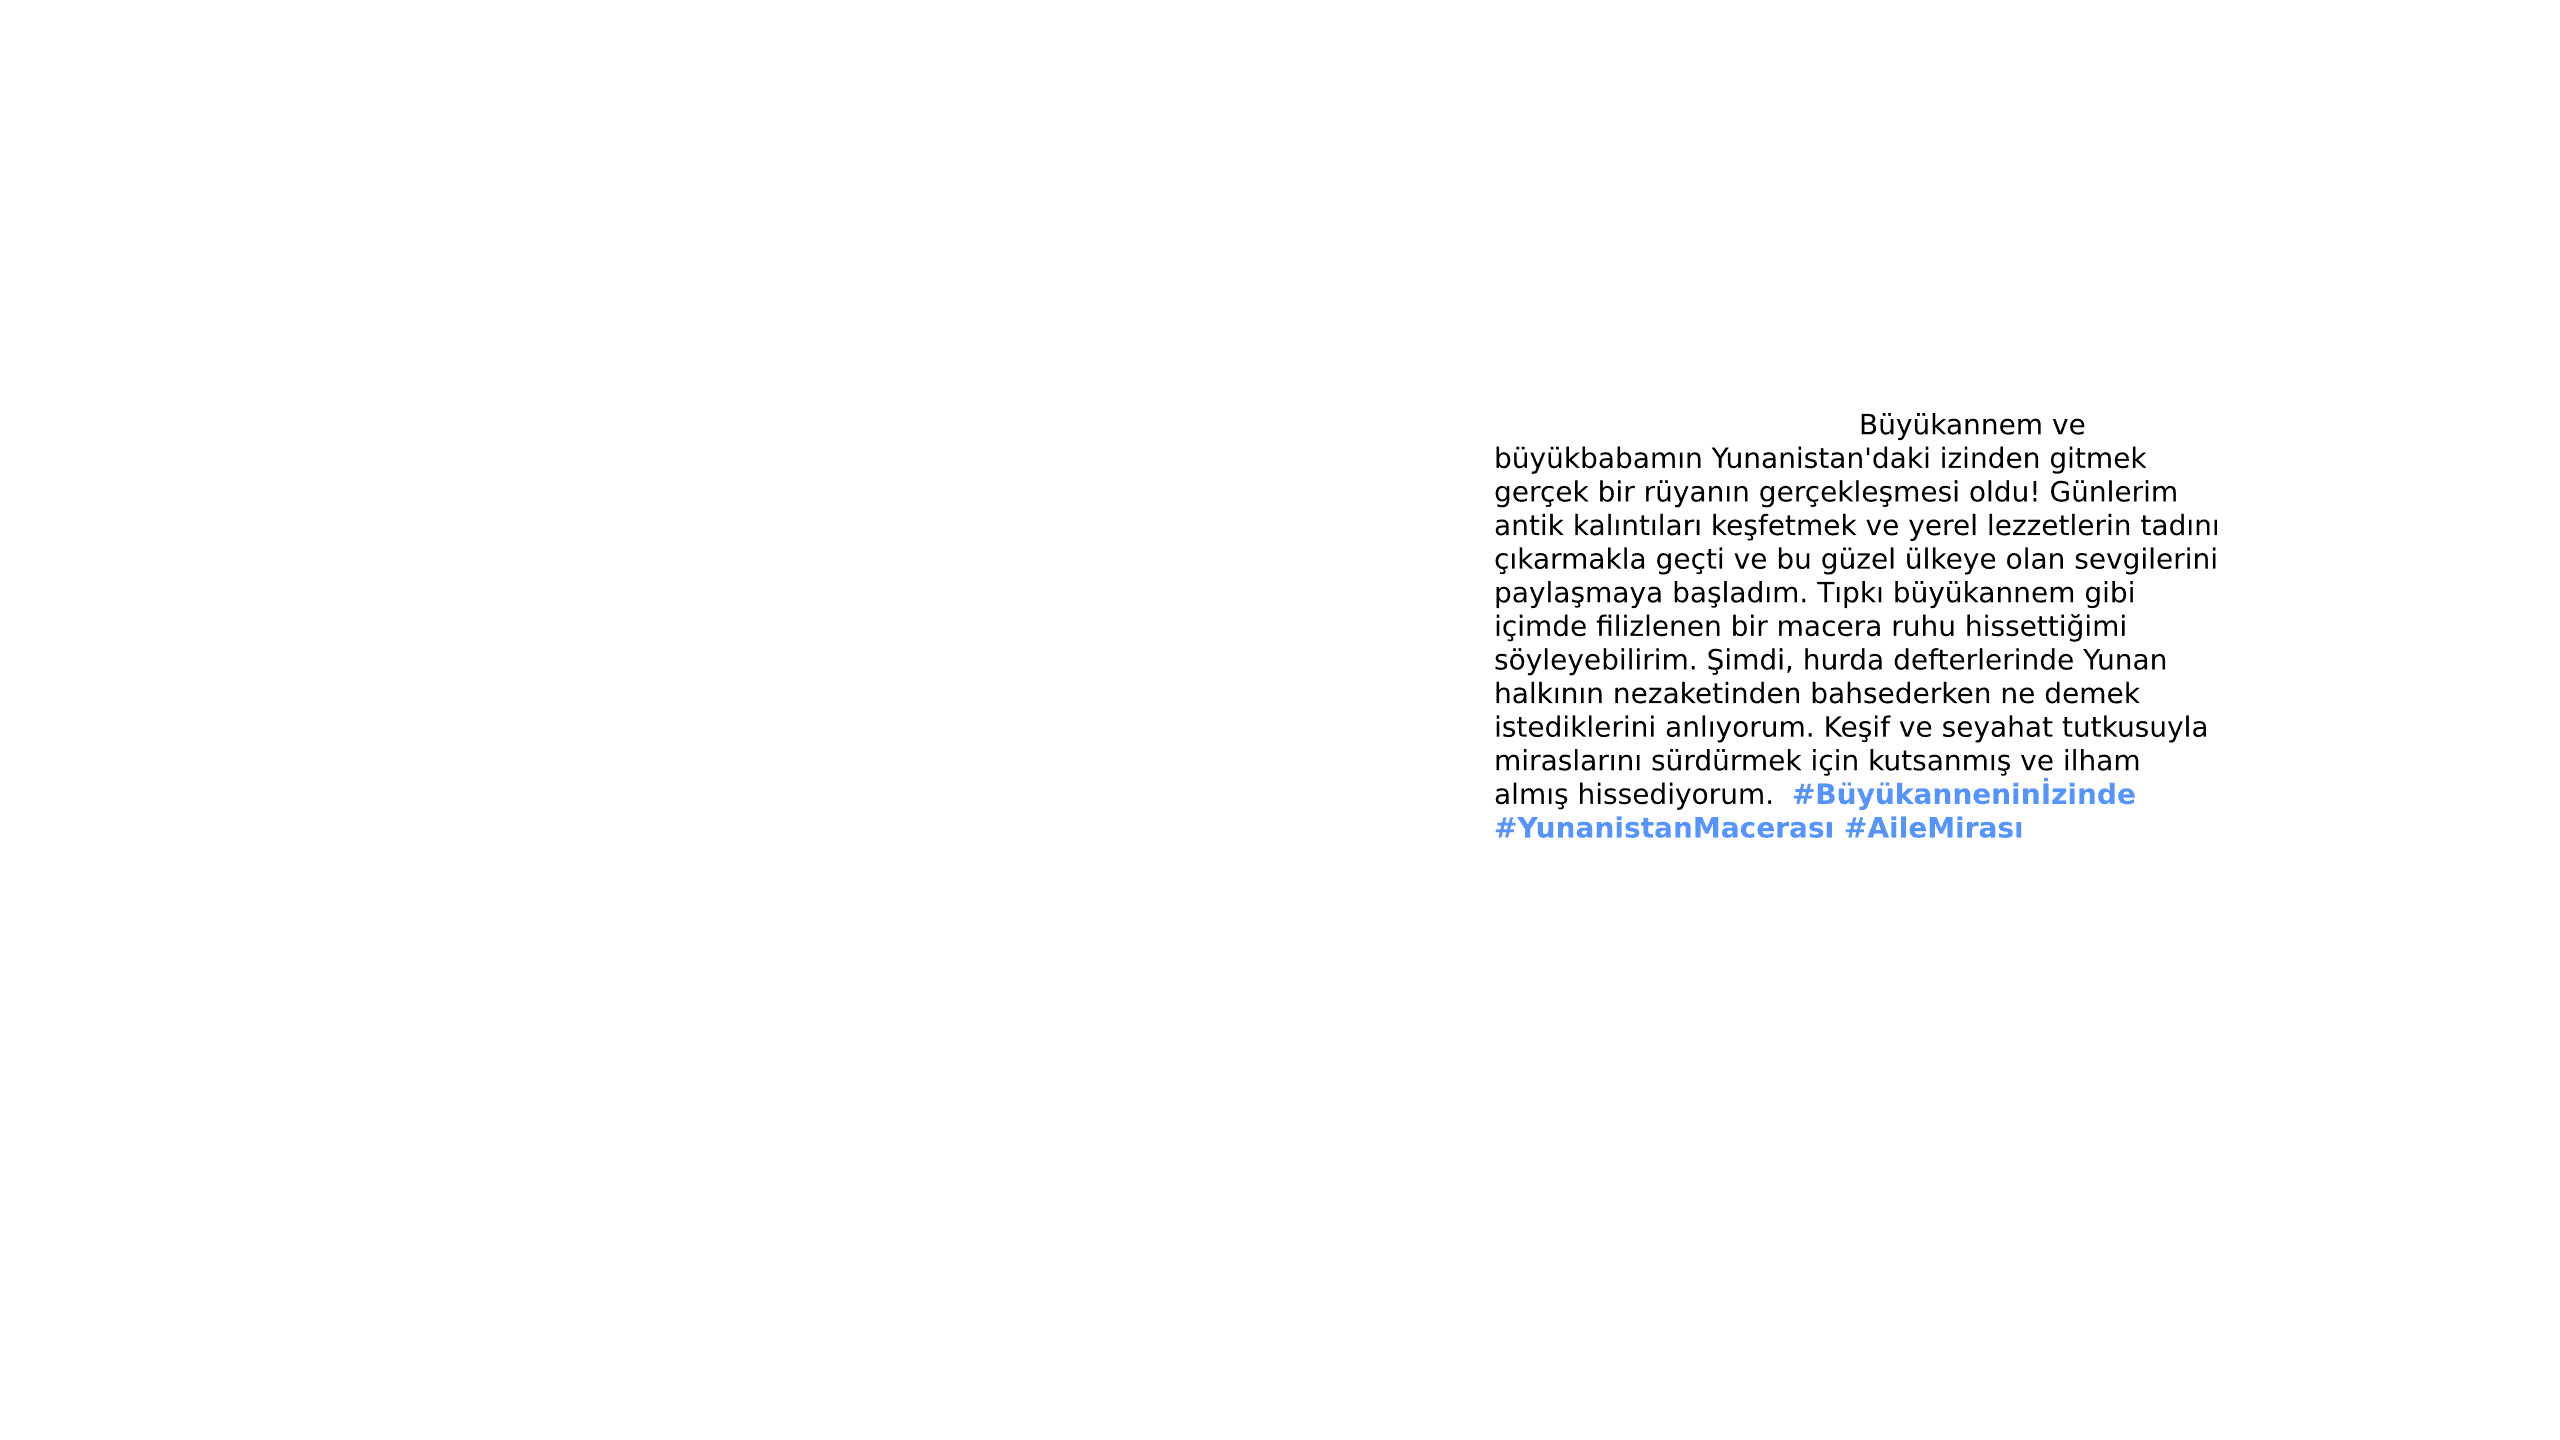 Büyükannem ve
büyükbabamın Yunanistan'daki izinden gitmek
gerçek bir rüyanın gerçekleşmesi oldu! Günlerim
antik kalıntıları keşfetmek ve yerel lezzetlerin tadını
çıkarmakla geçti ve bu güzel ülkeye olan sevgilerini
paylaşmaya başladım. Tıpkı büyükannem gibi
içimde filizlenen bir macera ruhu hissettiğimi
söyleyebilirim. Şimdi, hurda defterlerinde Yunan
halkının nezaketinden bahsederken ne demek
istediklerini anlıyorum. Keşif ve seyahat tutkusuyla
miraslarını sürdürmek için kutsanmış ve ilham
almış hissediyorum.  #Büyükanneninİzinde
#YunanistanMacerası #AileMirası